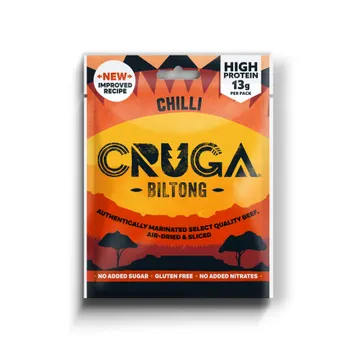 NEW
IMPROVED
RECIPE
HIGH
PROTEIN
13g
PER PACK
CHILLI
CRUGA
BILTONG
AUTHENTICALLY MARINATED SELECT QUALITY BEEF,
AIR-DRIED & SLICED
NO ADDED SUGAR • GLUTEN FREE • NO ADDED NITRATES